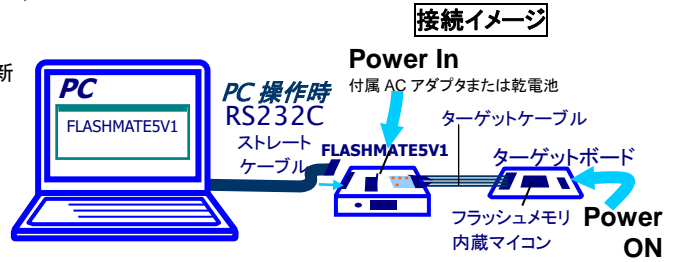 接続イメージ
新
PC
FLASHMATE5V1
PC 操作時
RS232C
ストレート
ケーブル
Power In
付属 AC アダプタまたは乾電池
FLASHMATE5V1
ターゲットケーブル
ターゲットボード
フラッシュメモリ
内蔵マイコン
Power
ON